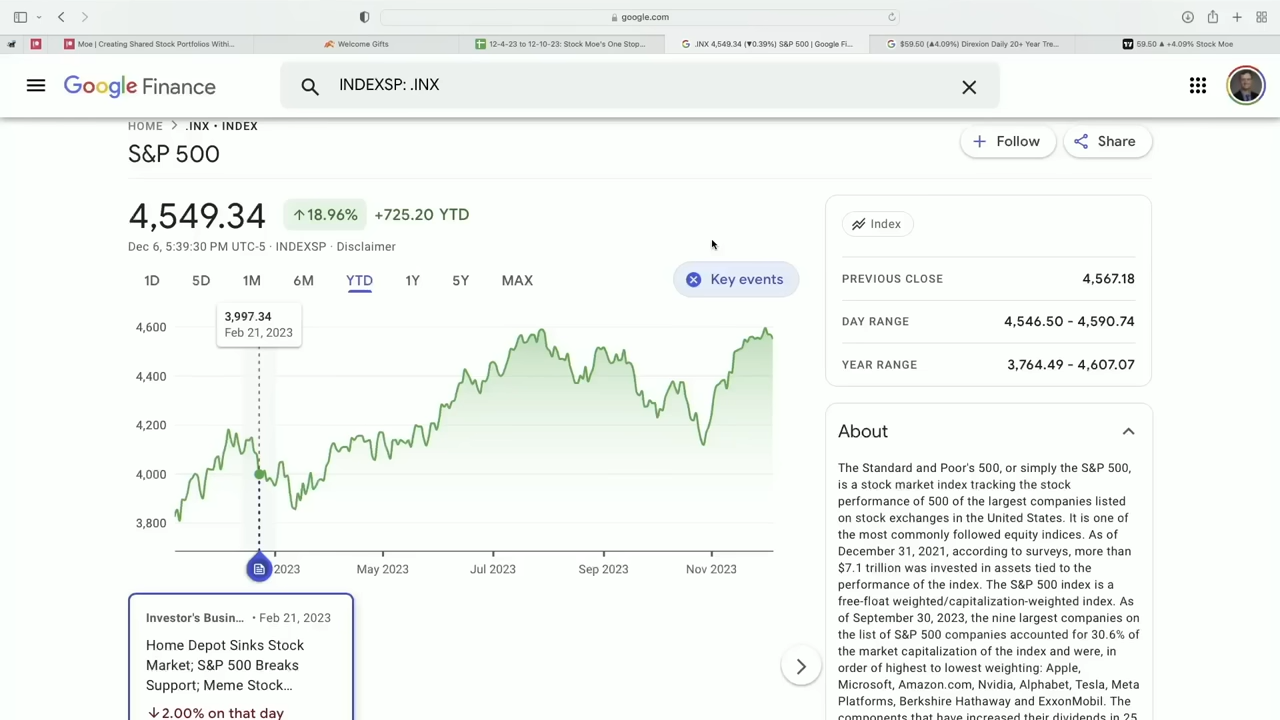 google.com
Moe | Creating Shared Stock Portfolios Withi...
Welcome Gifts
12-4-23 to 12-10-23: Stock Moe's One Stop...
.INX 4,549.34 (▼0.39%) S&P 500 | Google Fi...
$59.50 (▲4.09%) Direxion Daily 20+ Year Tre...
59.50 ▲ +4.09% Stock Moe
Google Finance
INDEXSP: .INX
HOME > .INX • INDEX
S&P 500
+ Follow
Share
4,549.34
↑18.96%
+725.20 YTD
Dec 6, 5:39:30 PM UTC-5 · INDEXSP · Disclaimer
1D 5D 1M 6M YTD 1Y 5Y MAX
Key events
3,997.34
Feb 21, 2023
4,600
4,400
4,200
4,000
3,800
2023
May 2023
Jul 2023
Sep 2023
Nov 2023
Investor's Busin... • Feb 21, 2023
Home Depot Sinks Stock
Market; S&P 500 Breaks
Support; Meme Stock...
↓2.00% on that day
Index
PREVIOUS CLOSE 4,567.18
DAY RANGE 4,546.50 - 4,590.74
YEAR RANGE 3,764.49 - 4,607.07
About
The Standard and Poor's 500, or simply the S&P 500,
is a stock market index tracking the stock
performance of 500 of the largest companies listed
on stock exchanges in the United States. It is one of
the most commonly followed equity indices. As of
December 31, 2021, according to surveys, more than
$7.1 trillion was invested in assets tied to the
performance of the index. The S&P 500 index is a
free-float weighted/capitalization-weighted index. As
of September 30, 2023, the nine largest companies on
the list of S&P 500 companies accounted for 30.6% of
the market capitalization of the index and were, in
order of highest to lowest weighting: Apple,
Microsoft, Amazon.com, Nvidia, Alphabet, Tesla, Meta
Platforms, Berkshire Hathaway and ExxonMobil. The
components that have increased their dividends in 25